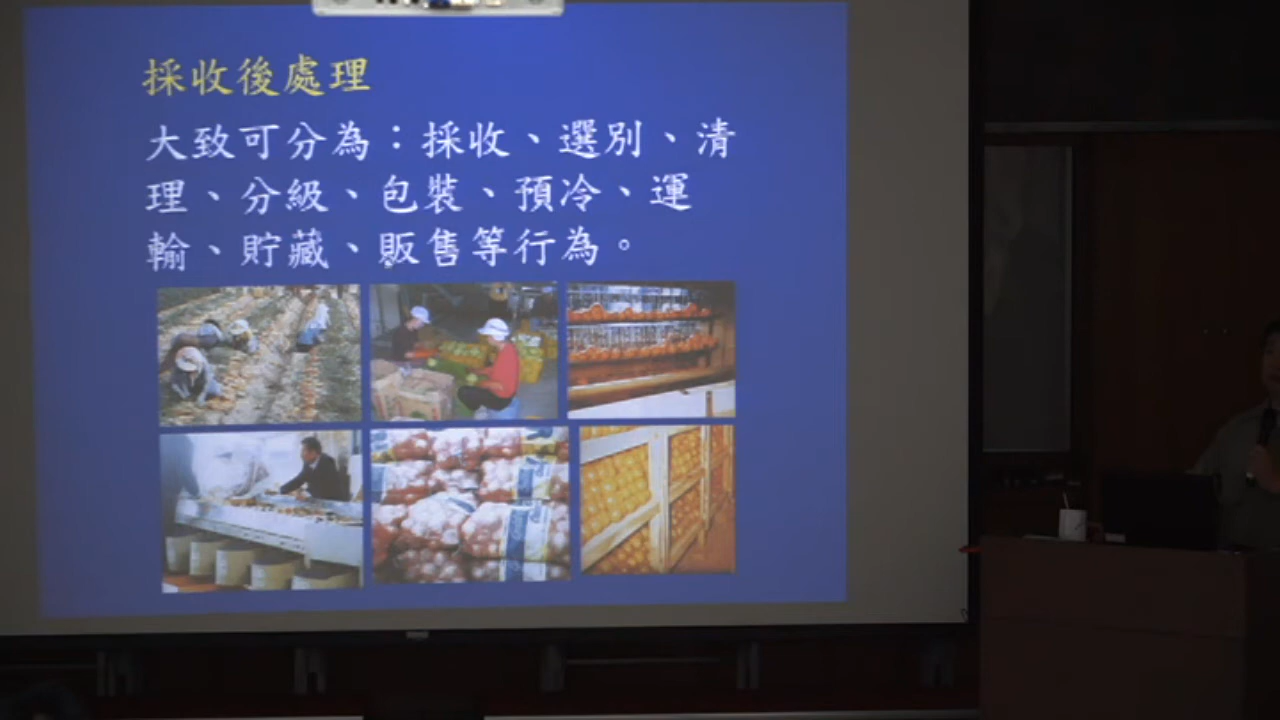 採收後處理
大致可分為：採收、選別、清
理、分級、包裝、預冷、運
輸、貯藏、販售等行為。